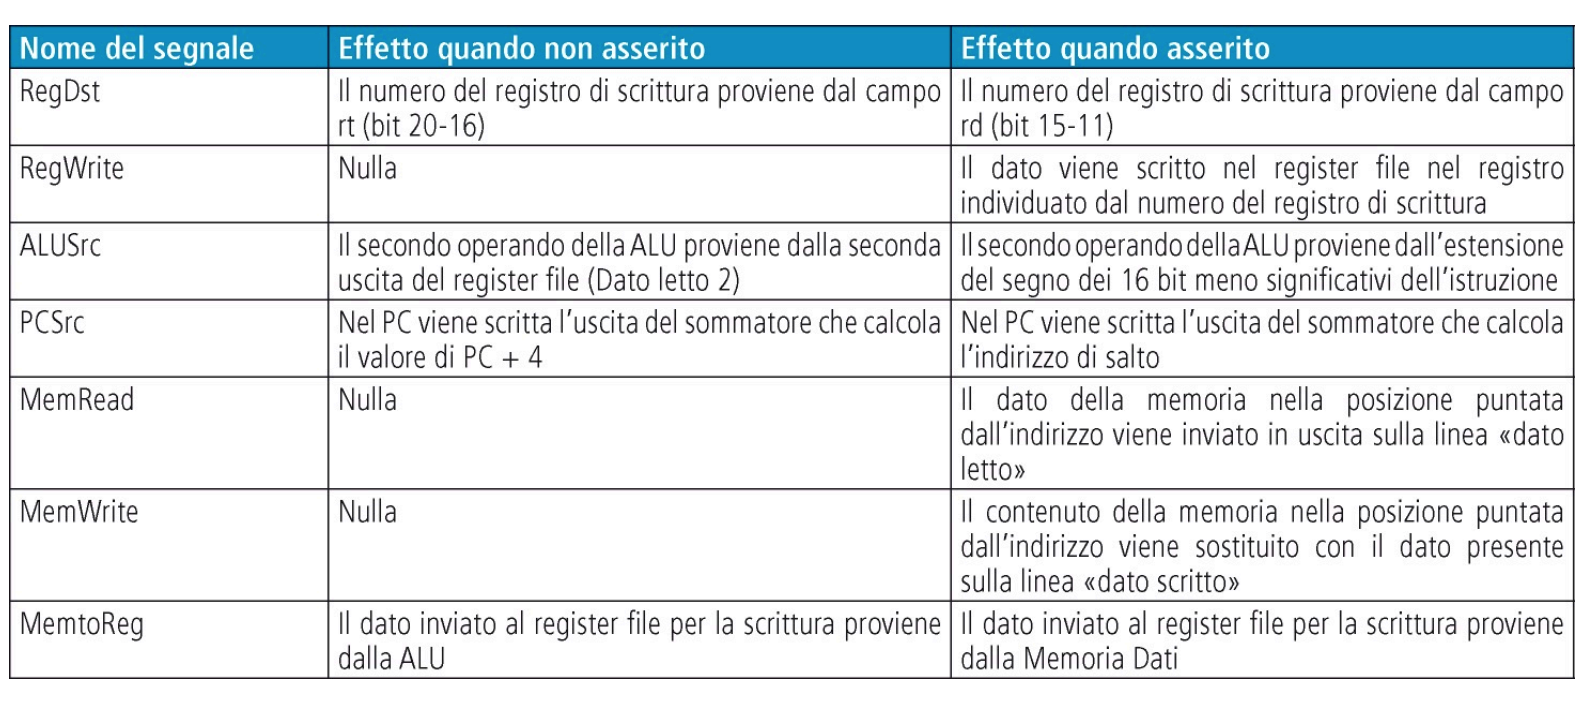 Nome del segnale Effetto quando non asserito Effetto quando asserito
RegDst Il numero del registro di scrittura proviene dal campo Il numero del registro di scrittura proviene dal campo
rt (bit 20-16) rd (bit 15-11)
RegWrite Nulla Il dato viene scritto nel register file nel registro
individuato dal numero del registro di scrittura
ALUSrc Il secondo operando della ALU proviene dalla seconda Il secondo operando della ALU proviene dall'estensione
uscita del register file (Dato letto 2) del segno dei 16 bit meno significativi dell'istruzione
PCSrc Nel PC viene scritta l'uscita del sommatore che calcola Nel PC viene scritta l'uscita del sommatore che calcola
il valore di PC + 4 l'indirizzo di salto
MemRead Nulla Il dato della memoria nella posizione puntata
dall'indirizzo viene inviato in uscita sulla linea «dato
letto»
MemWrite Nulla Il contenuto della memoria nella posizione puntata
dall'indirizzo viene sostituito con il dato presente
sulla linea «dato scritto»
MemtoReg Il dato inviato al register file per la scrittura proviene Il dato inviato al register file per la scrittura proviene
dalla ALU dalla Memoria Dati